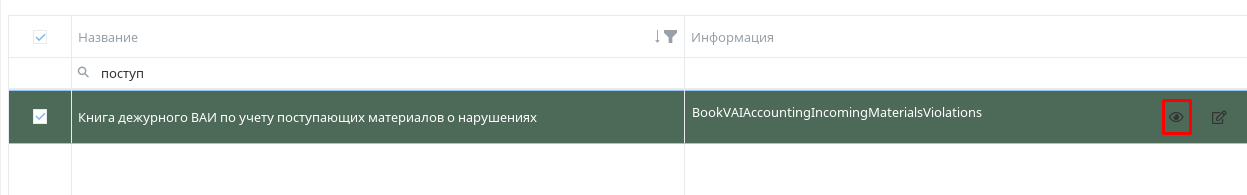 Название
Информация
поступ
Книга дежурного ВАИ по учету поступающих материалов о нарушениях
BookVAIAccountingIncomingMaterialsViolations